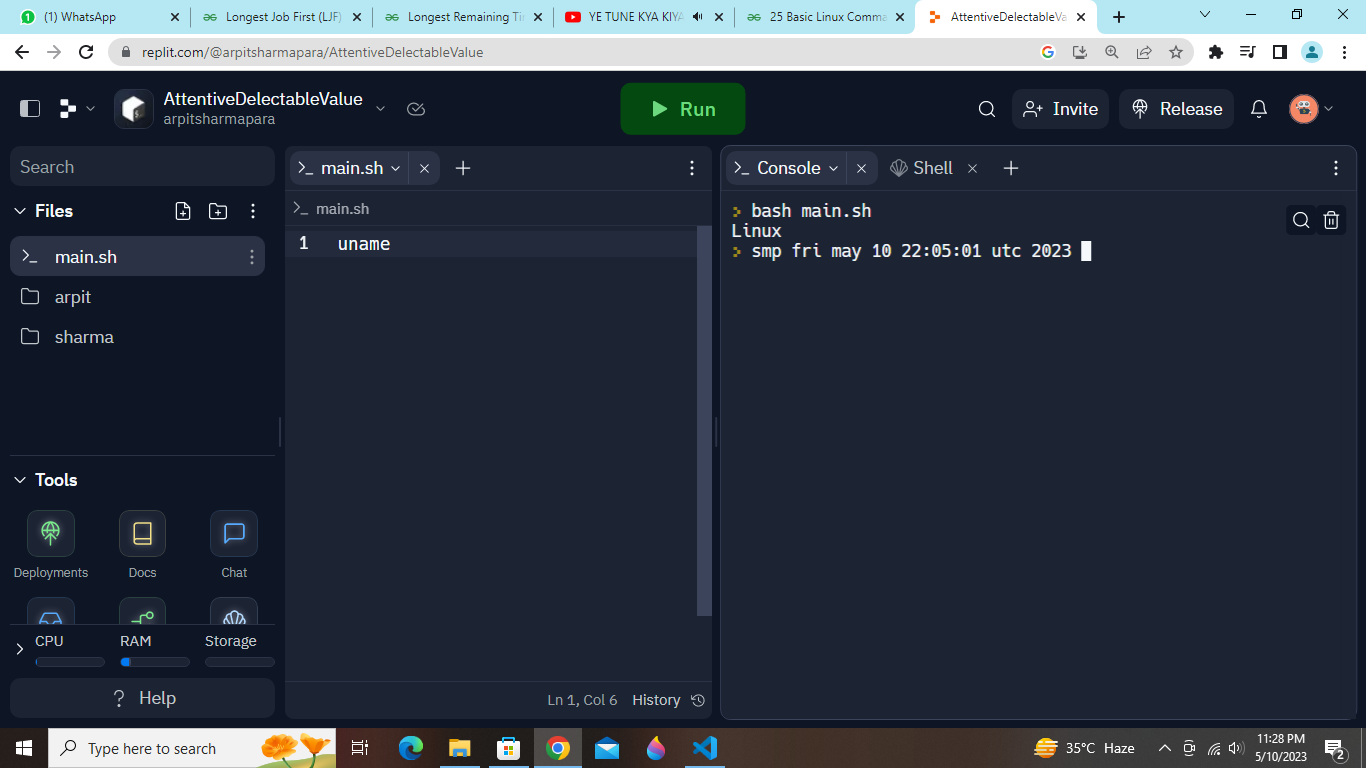 (1) WhatsApp
Longest Job First (LJF)
Longest Remaining Ti
YE TUNE KYA KIYA
25 Basic Linux Comma
AttentiveDelectableVa
replit.com/@arpitsharmapara/AttentiveDelectableValue
AttentiveDelectableValue
arpitsharmapara
Run
Invite
Release
Search
Files
main.sh
arpit
sharma
Tools
Deployments
Docs
Chat
CPU
RAM
Storage
? Help
main.sh
main.sh
1 uname
Ln 1, Col 6
History
Console
Shell
> bash main.sh
Linux
> smp fri may 10 22:05:01 utc 2023
Type here to search
35°C Haze
11:28 PM
5/10/2023
2